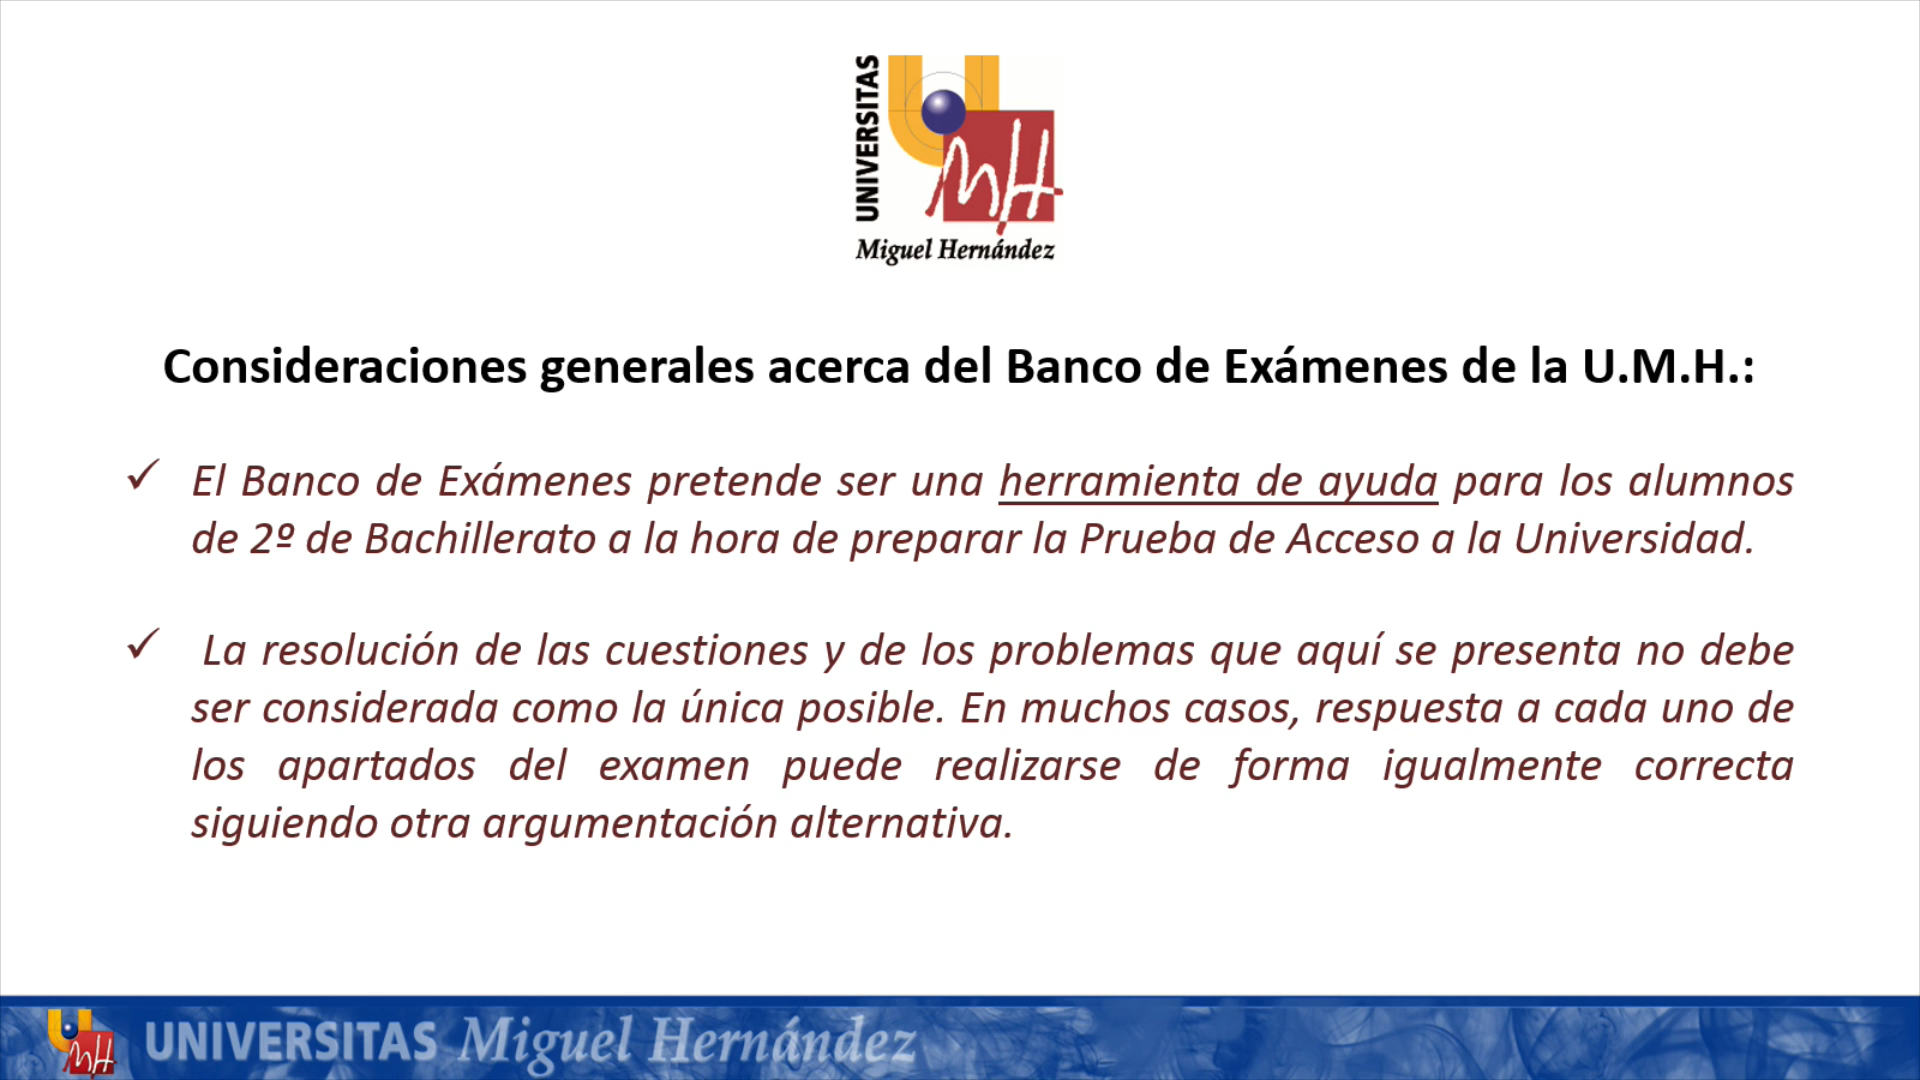 UNIVERSITAS
MH
Miguel Hernández
Consideraciones generales acerca del Banco de Exámenes de la U.M.H.:
✓ El Banco de Exámenes pretende ser una herramienta de ayuda para los alumnos
de 2º de Bachillerato a la hora de preparar la Prueba de Acceso a la Universidad.
✓ La resolución de las cuestiones y de los problemas que aquí se presenta no debe
ser considerada como la única posible. En muchos casos, respuesta a cada uno de
los apartados del examen puede realizarse de forma igualmente correcta
siguiendo otra argumentación alternativa.
MH UNIVERSITAS Miguel Hernández